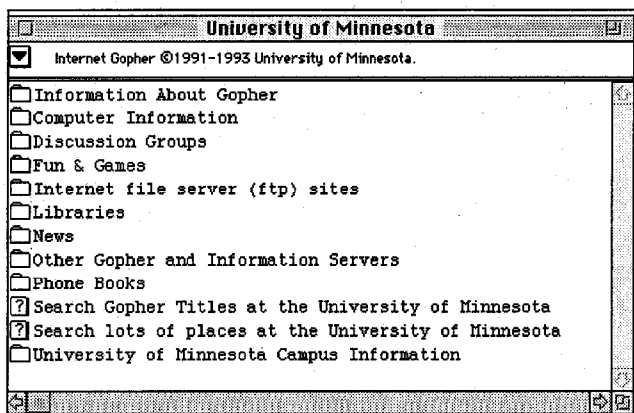 University of Minnesota
Internet Gopher ©1991-1993 University of Minnesota.
Information About Gopher
Computer Information
Discussion Groups
Fun & Games
Internet file server (ftp) sites
Libraries
News
Other Gopher and Information Servers
Phone Books
? Search Gopher Titles at the University of Minnesota
? Search lots of places at the University of Minnesota
University of Minnesota Campus Information